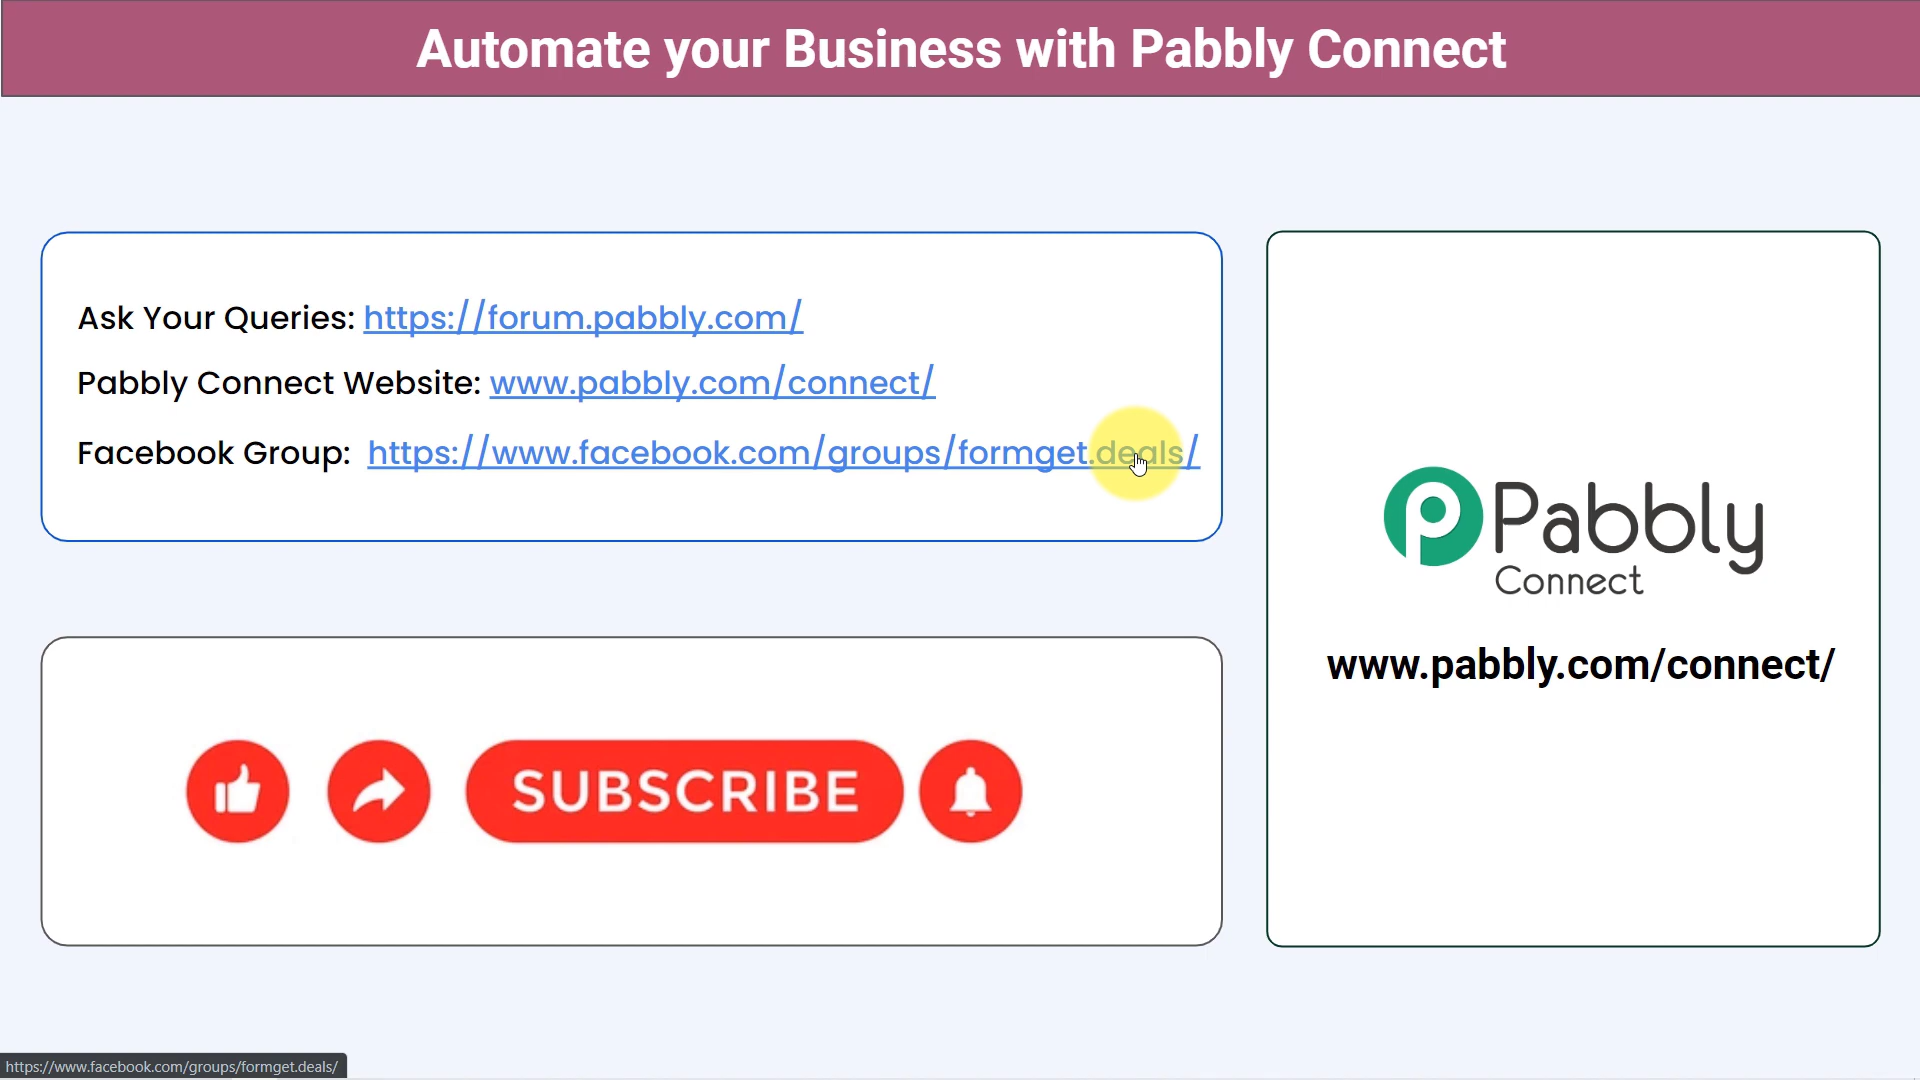 Automate your Business with Pabbly Connect
Ask Your Queries: https://forum.pabbly.com/
Pabbly Connect Website: www.pabbly.com/connect/
Facebook Group: https://www.facebook.com/groups/formget.deals/
Pabbly
Connect
www.pabbly.com/connect/
SUBSCRIBE
https://www.facebook.com/groups/formget.deals/